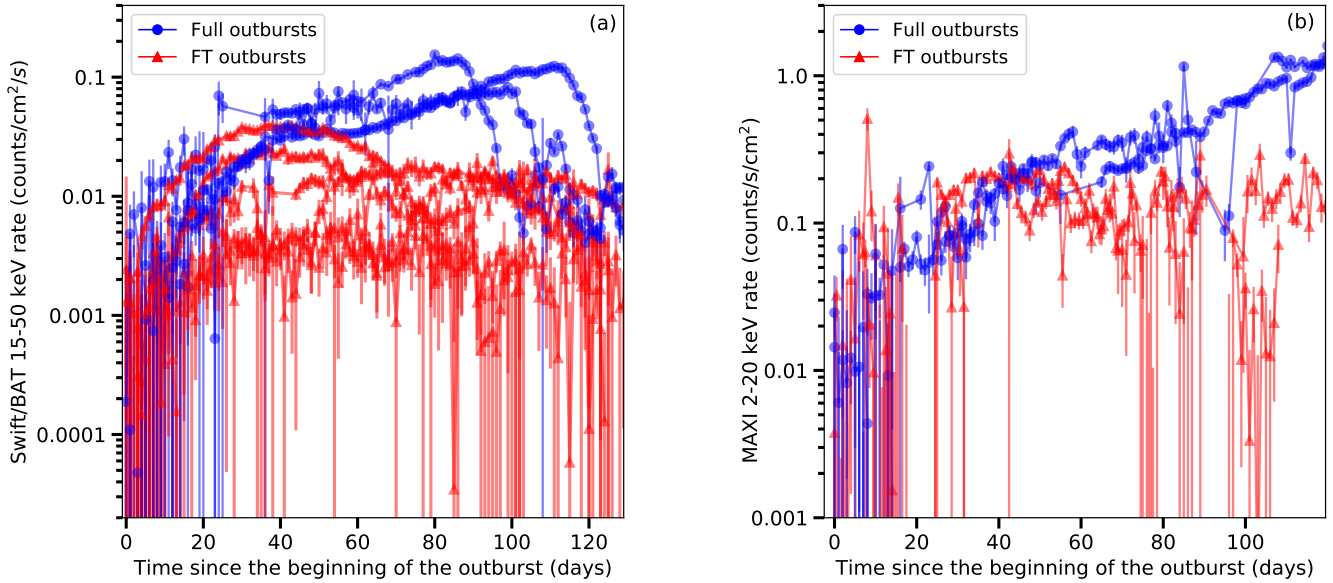 (a)
Full outbursts
FT outbursts
Swift/BAT 15-50 keV rate (counts/cm²/s)
0.1
0.01
0.001
0.0001
0 20 40 60 80 100 120
Time since the beginning of the outburst (days)
(b)
Full outbursts
FT outbursts
MAXI 2-20 keV rate (counts/s/cm²)
1.0
0.1
0.01
0.001
0 20 40 60 80 100
Time since the beginning of the outburst (days)